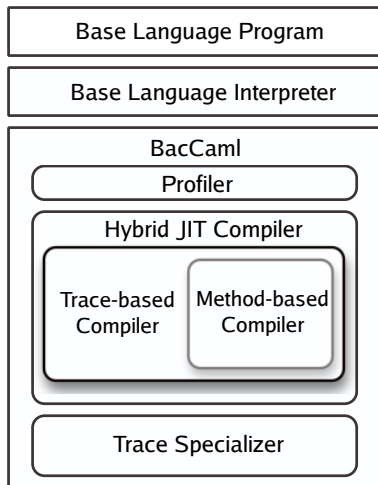 Base Language Program
Base Language Interpreter
BacCaml
Profiler
Hybrid JIT Compiler
Trace-based
Compiler
Method-based
Compiler
Trace Specializer